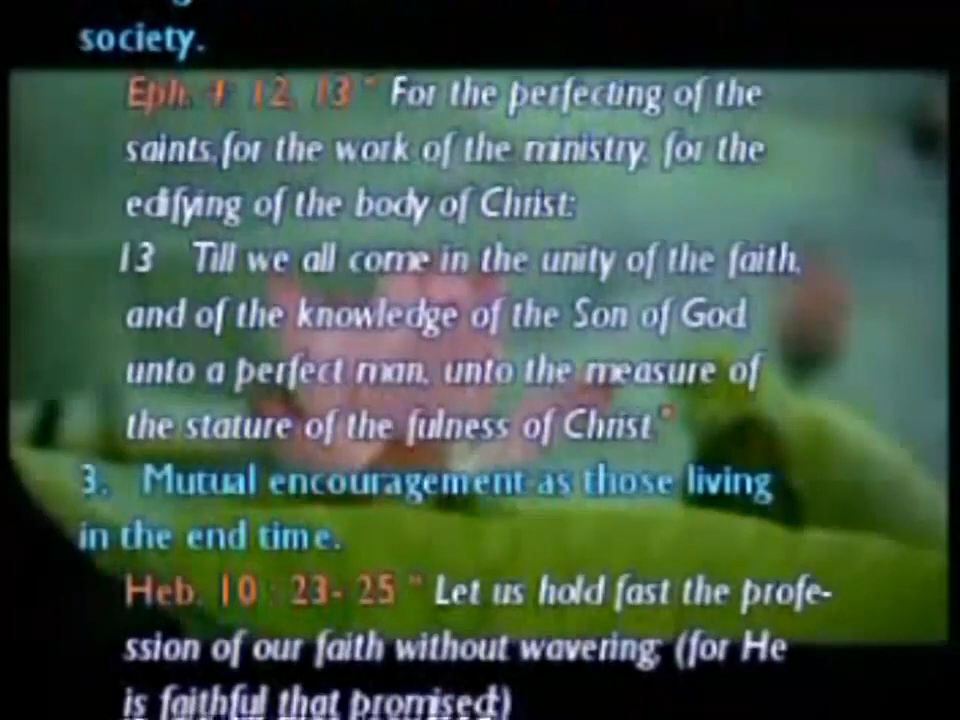 society.
Eph. 4: 12, 13 " For the perfecting of the
saints,for the work of the ministry, for the
edifying of the body of Christ:
13 Till we all come in the unity of the faith,
and of the knowledge of the Son of God
unto a perfect man, unto the measure of
the stature of the fulness of Christ."
3. Mutual encouragement as those living
in the end time.
Heb. 10 : 23- 25 " Let us hold fast the profe-
ssion of our faith without wavering; (for He
is faithful that promised;)